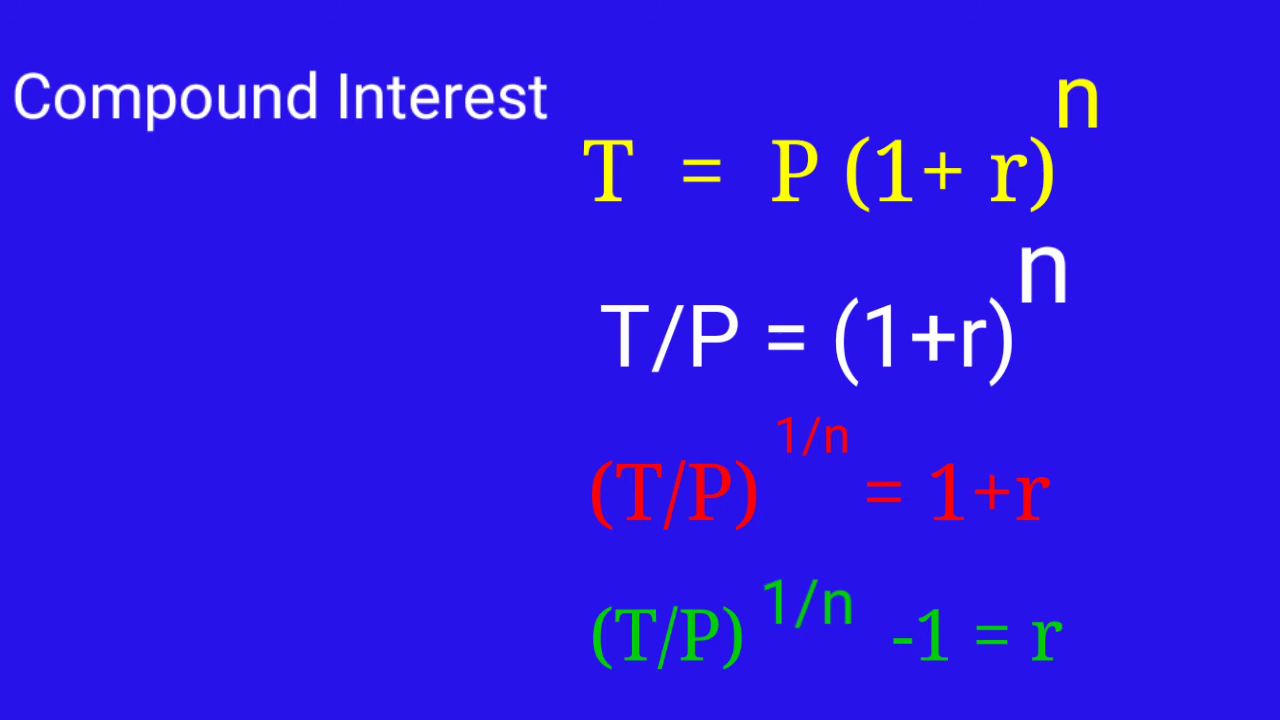 Compound Interest
T = P (1+ r)^n
T/P = (1+r)^n
(T/P)^1/n = 1+r
(T/P)^1/n -1 = r